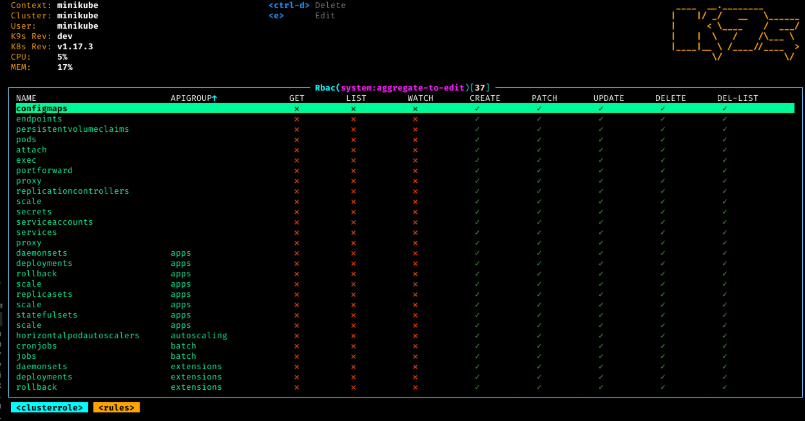 Context: minikube <ctrl-d> Delete
Cluster: minikube <e> Edit
User: minikube
K9s Rev: dev
K8s Rev: v1.17.3
CPU: 5%
MEM: 17%
Rbac(system:aggregate-to-edit)[37]
NAME APIGROUP↑ GET LIST WATCH CREATE PATCH UPDATE DELETE DEL-LIST
configmaps × × × ✓ ✓ ✓ ✓ ✓
endpoints × × × ✓ ✓ ✓ ✓ ✓
persistentvolumeclaims × × × ✓ ✓ ✓ ✓ ✓
pods × × × ✓ ✓ ✓ ✓ ✓
attach × × × ✓ ✓ ✓ ✓ ✓
exec × × × ✓ ✓ ✓ ✓ ✓
portforward × × × ✓ ✓ ✓ ✓ ✓
proxy × × × ✓ ✓ ✓ ✓ ✓
replicationcontrollers × × × ✓ ✓ ✓ ✓ ✓
scale × × × ✓ ✓ ✓ ✓ ✓
secrets × × × ✓ ✓ ✓ ✓ ✓
serviceaccounts × × × ✓ ✓ ✓ ✓ ✓
services × × × ✓ ✓ ✓ ✓ ✓
proxy × × × ✓ ✓ ✓ ✓ ✓
daemonsets apps × × × ✓ ✓ ✓ ✓ ✓
deployments apps × × × ✓ ✓ ✓ ✓ ✓
rollback apps × × × ✓ ✓ ✓ ✓ ✓
scale apps × × × ✓ ✓ ✓ ✓ ✓
replicasets apps × × × ✓ ✓ ✓ ✓ ✓
scale apps × × × ✓ ✓ ✓ ✓ ✓
statefulsets apps × × × ✓ ✓ ✓ ✓ ✓
scale apps × × × ✓ ✓ ✓ ✓ ✓
horizontalpodautoscalers autoscaling × × × ✓ ✓ ✓ ✓ ✓
cronjobs batch × × × ✓ ✓ ✓ ✓ ✓
jobs batch × × × ✓ ✓ ✓ ✓ ✓
daemonsets extensions × × × ✓ ✓ ✓ ✓ ✓
deployments extensions × × × ✓ ✓ ✓ ✓ ✓
rollback extensions × × × ✓ ✓ ✓ ✓ ✓
<clusterrole> <rules>